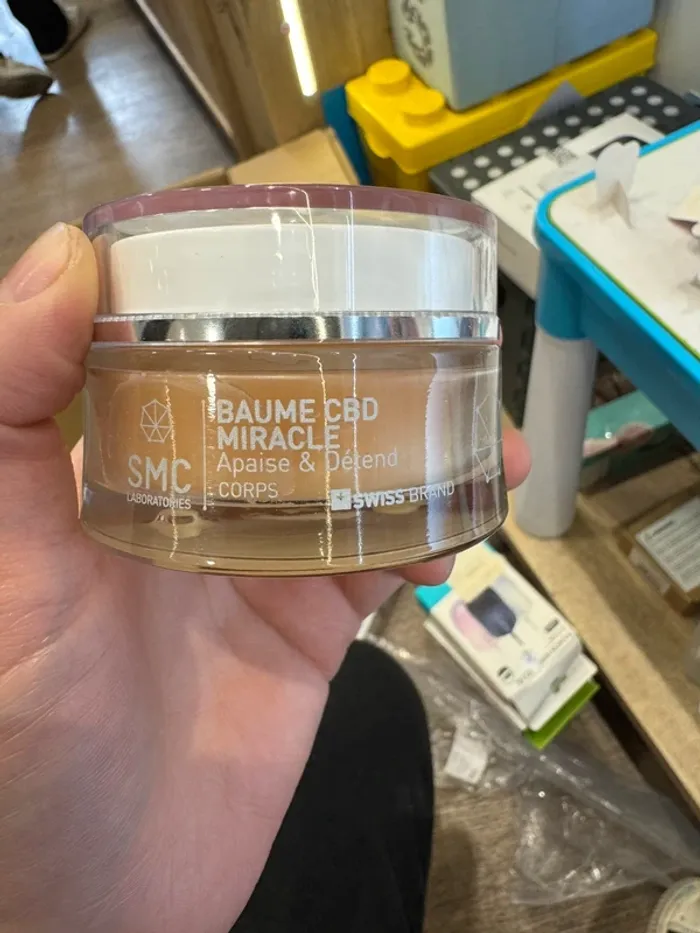 BAUME CBD
MIRACLE
Apaise & Détend
CORPS
SMC
LABORATORIES
SWISS BRAND